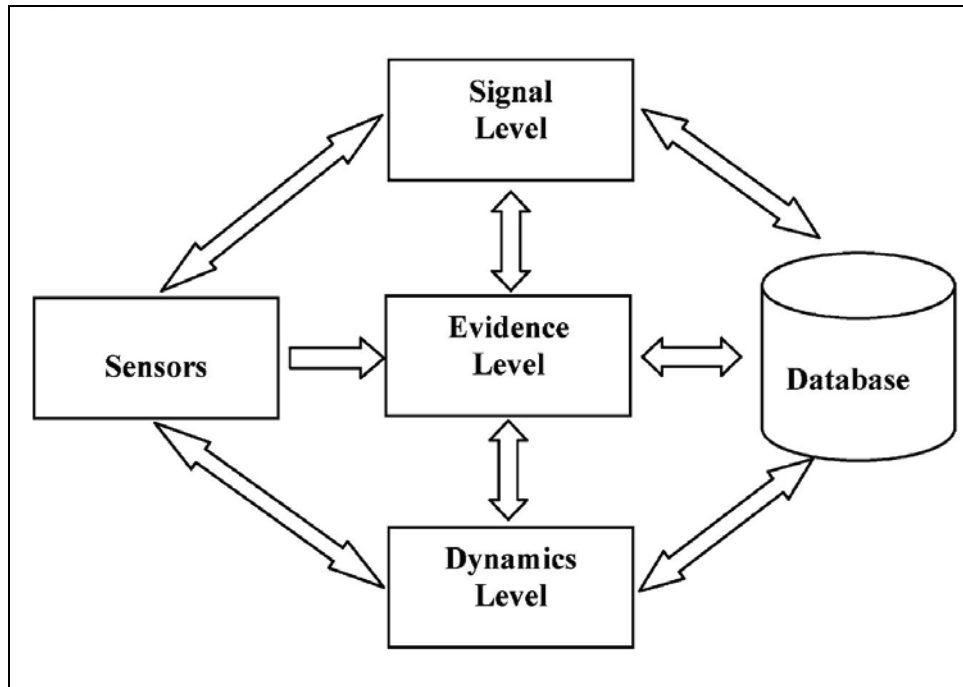 Signal
Level
Sensors
Evidence
Level
Database
Dynamics
Level